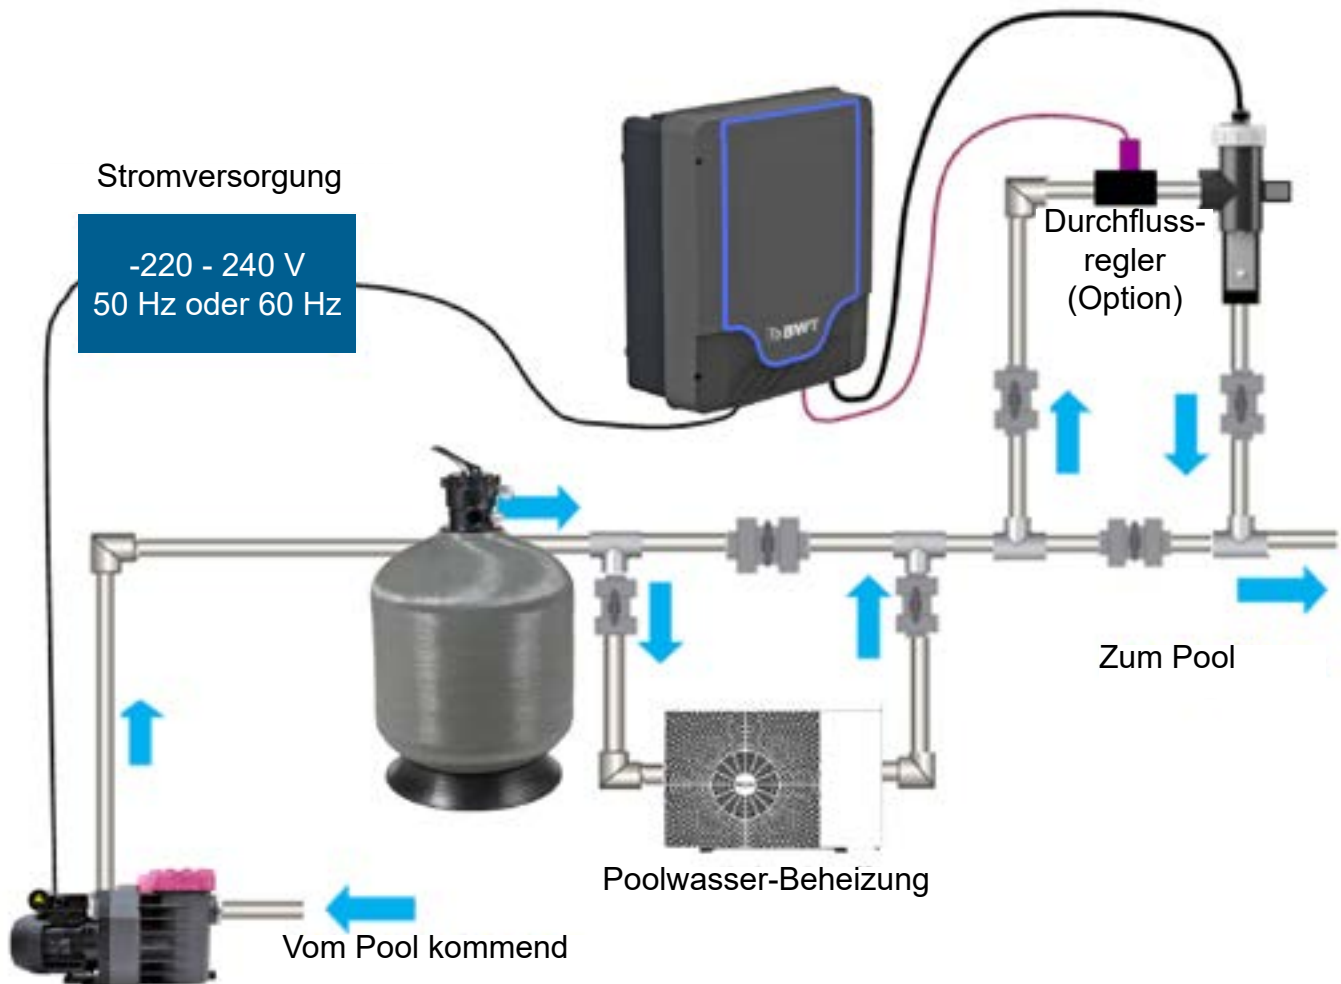 Stromversorgung
-220 - 240 V
50 Hz oder 60 Hz
BWT
Durchfluss-
regler
(Option)
Zum Pool
Poolwasser-Beheizung
Vom Pool kommend